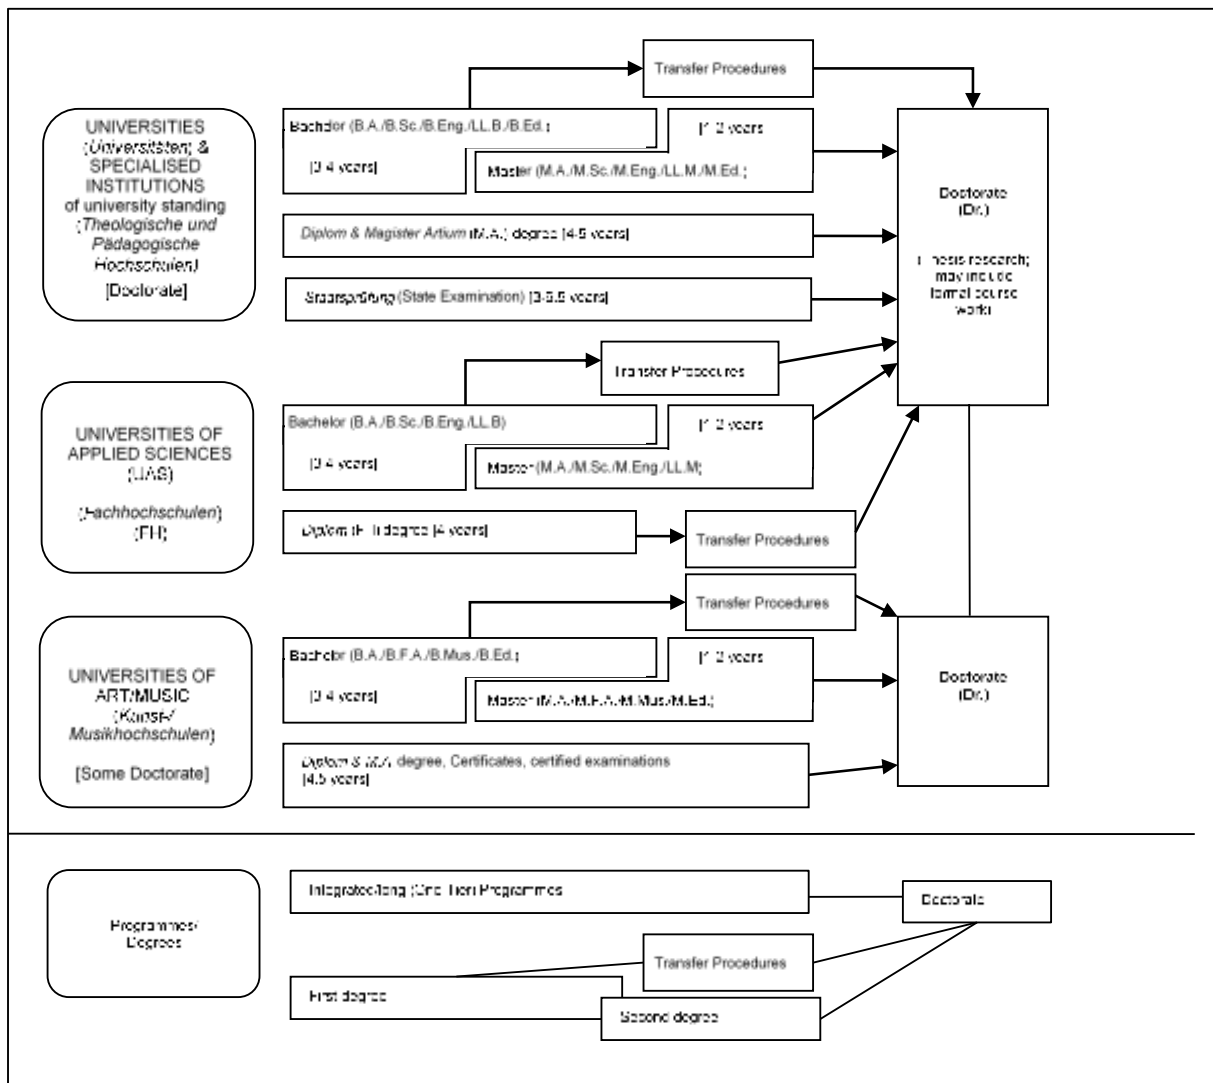 Transfer Procedures
UNIVERSITIES
(Universitäten) &
SPECIALISED
INSTITUTIONS
of university standing
(Theologische und
Pädagogische
Hochschulen)
[Doctorate]
Bachelor (B.A./B.Sc./B.Eng./LL.B./B.Ed.)
[3-4 years]
[1-2 years
Master (M.A./M.Sc./M.Eng./LL.M./M.Ed.)
Diplom & Magister Artium (M.A.) degree [4-5 years]
Staatsprüfung (State Examination) [3-6.5 years]
Doctorate
(Dr.)
(Thesis research;
may include
formal course
work)
Transfer Procedures
UNIVERSITIES OF
APPLIED SCIENCES
(UAS)
(Fachhochschulen)
(FH)
Bachelor (B.A./B.Sc./B.Eng./LL.B)
[3-4 years]
[1-2 years
Master (M.A./M.Sc./M.Eng./LL.M)
Diplom (FH) degree [4 years]
Transfer Procedures
Transfer Procedures
UNIVERSITIES OF
ART/MUSIC
(Kunst-/
Musikhochschulen)
[Some Doctorate]
Bachelor (B.A./B.F.A./B.Mus./B.Ed.)
[3-4 years]
[1-2 years
Master (M.A./M.F.A./M.Mus./M.Ed.)
Diplom & M.A. degree, Certificates, certified examinations
[4.5 years]
Doctorate
(Dr.)
Programmes/
Degrees
Integrated/long (One-Tier) Programmes
Doctorate
Transfer Procedures
First degree
Second degree